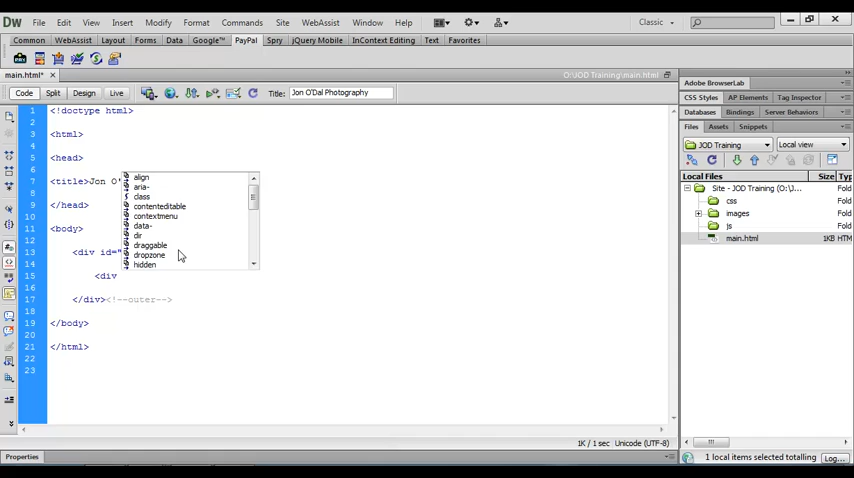 DW File Edit View Insert Modify Format Commands Site WebAssist Window Help Classic
Common WebAssist Layout Forms Data Google™ PayPal Spry jQuery Mobile InContext Editing Text Favorites
main.html* O:\JOD Training\main.html
Code Split Design Live Title: Jon O'Dal Photography
1 <!doctype html>
2
3 <html>
4
5 <head>
6
7 <title>Jon O'
8
9 </head>
10
11 <body>
12
13 <div id="
14
15 <div
16
17 </div><!--outer-->
18
19 </body>
20
21 </html>
22
23
align
aria-
class
contenteditable
contextmenu
data-
dir
draggable
dropzone
hidden
1K / 1 sec Unicode (UTF-8)
Properties
Adobe BrowserLab
CSS Styles AP Elements Tag Inspector
Databases Bindings Server Behaviors
Files Assets Snippets
JOD Training Local view
Local Files Size Typ
Site - JOD Training (O:\J...
css
images
js
main.html 1KB HTM
1 local items selected totalling Log...